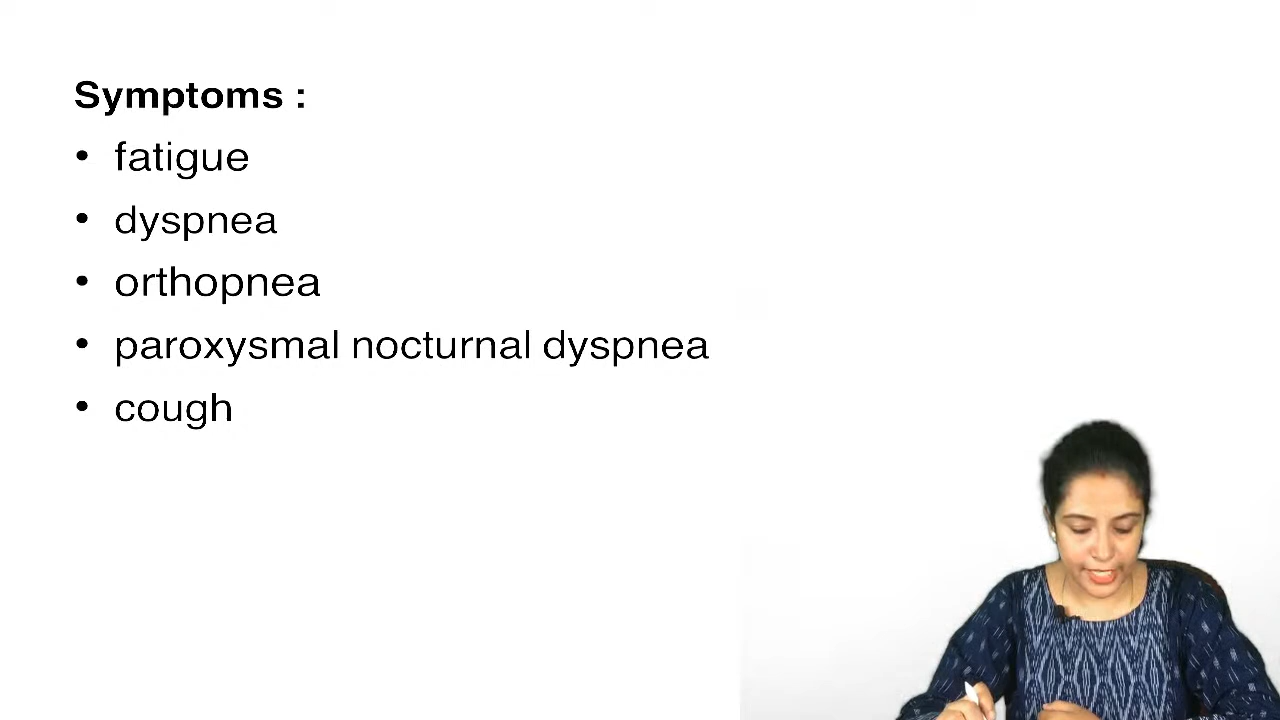 Symptoms :
• fatigue
• dyspnea
• orthopnea
• paroxysmal nocturnal dyspnea
• cough